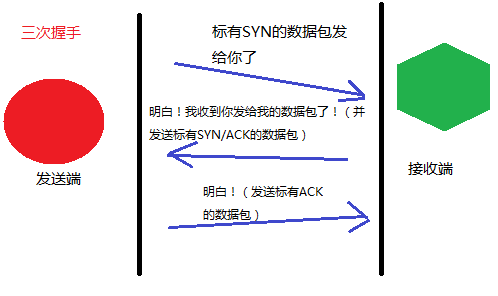 三次握手
标有SYN的数据包发
给你了
明白！我收到你发给我的数据包了！（并
发送标有SYN/ACK的数据包）
发送端
接收端
明白！（发送标有ACK
的数据包）